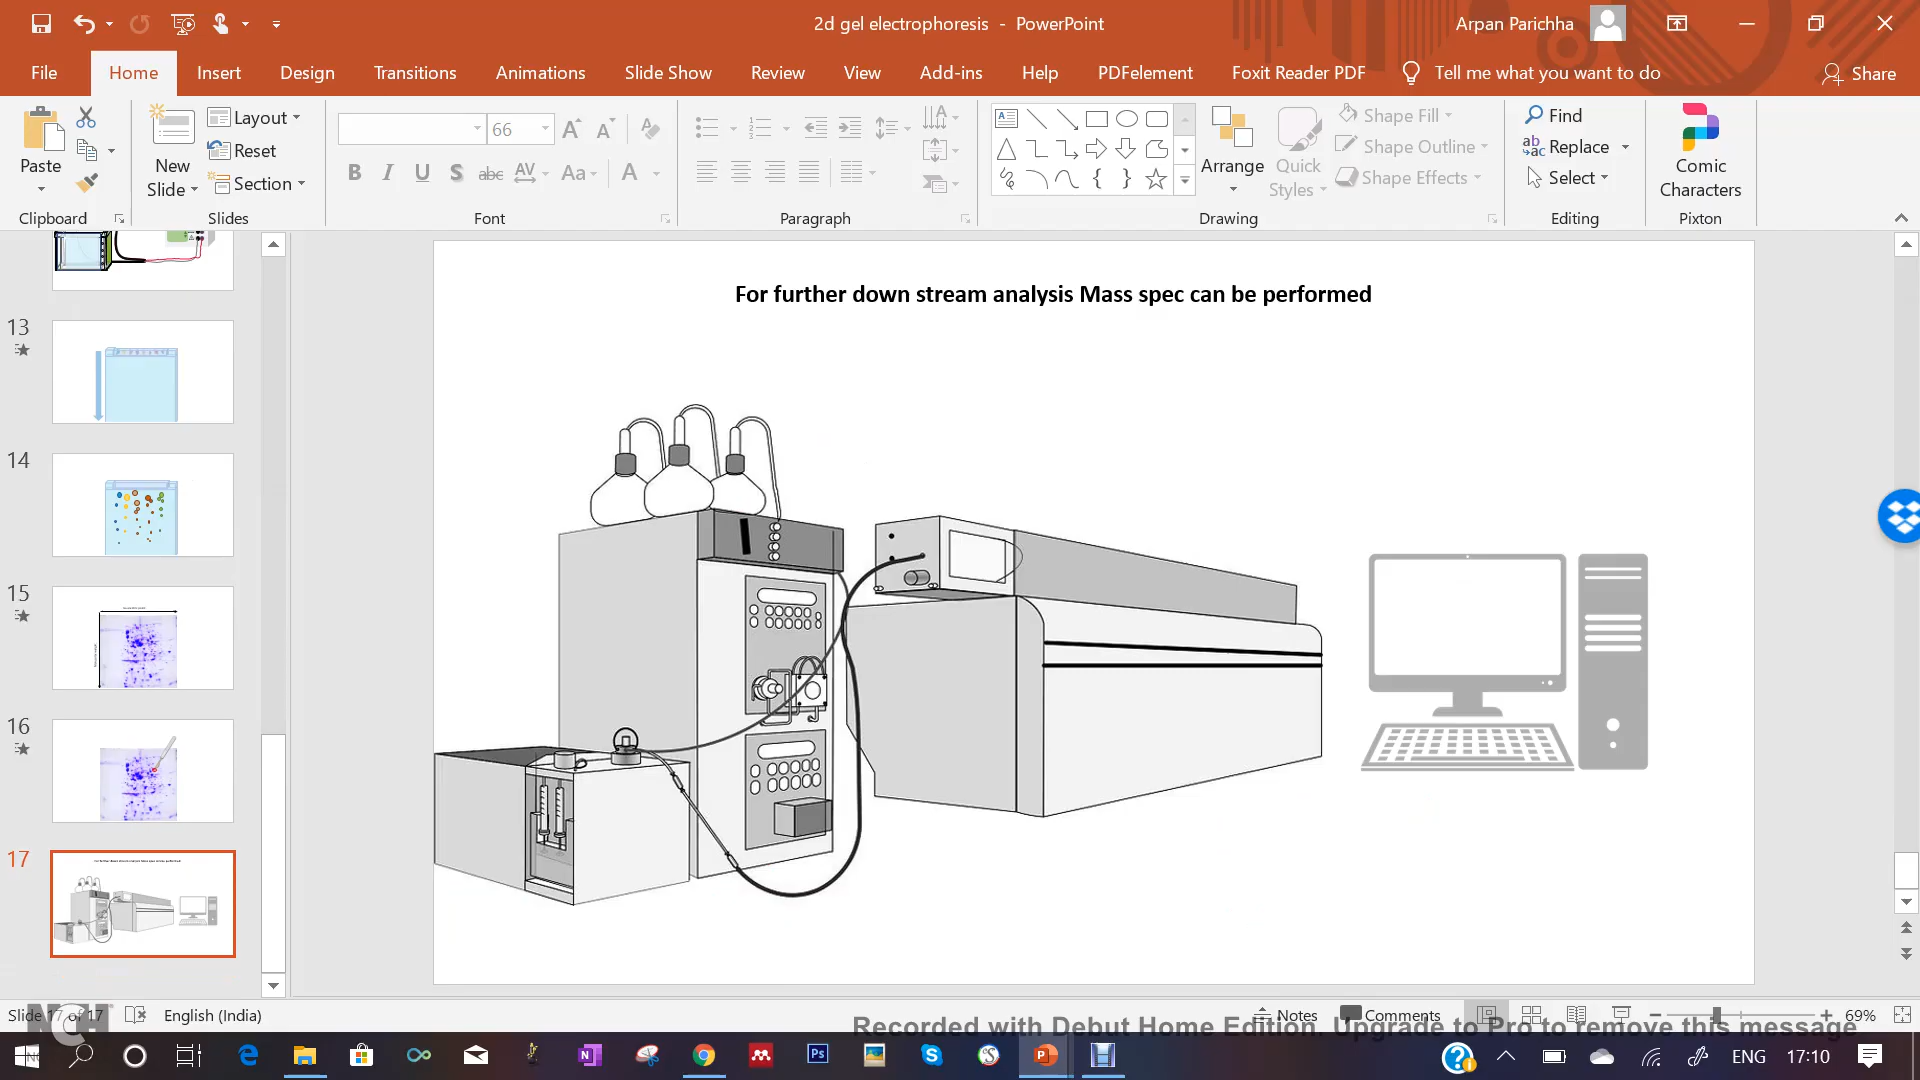 2d gel electrophoresis - PowerPoint
Arpan Parichha
File Home Insert Design Transitions Animations Slide Show Review View Add-ins Help PDFelement Foxit Reader PDF Tell me what you want to do Share
Paste
New Slide
Layout
Reset
Section
66
B I U S abc AV Aa A
Arrange
Quick Styles
Shape Fill
Shape Outline
Shape Effects
Find
Replace
Select
Comic Characters
Clipboard Slides Font Paragraph Drawing Editing Pixton
13
14
15
16
17
For further down stream analysis Mass spec can be performed
Slide 17 of 17 English (India) Notes Comments 69%
NCH
Recorded with Debut Home Edition. Upgrade to Pro to remove this message
ENG 17:10